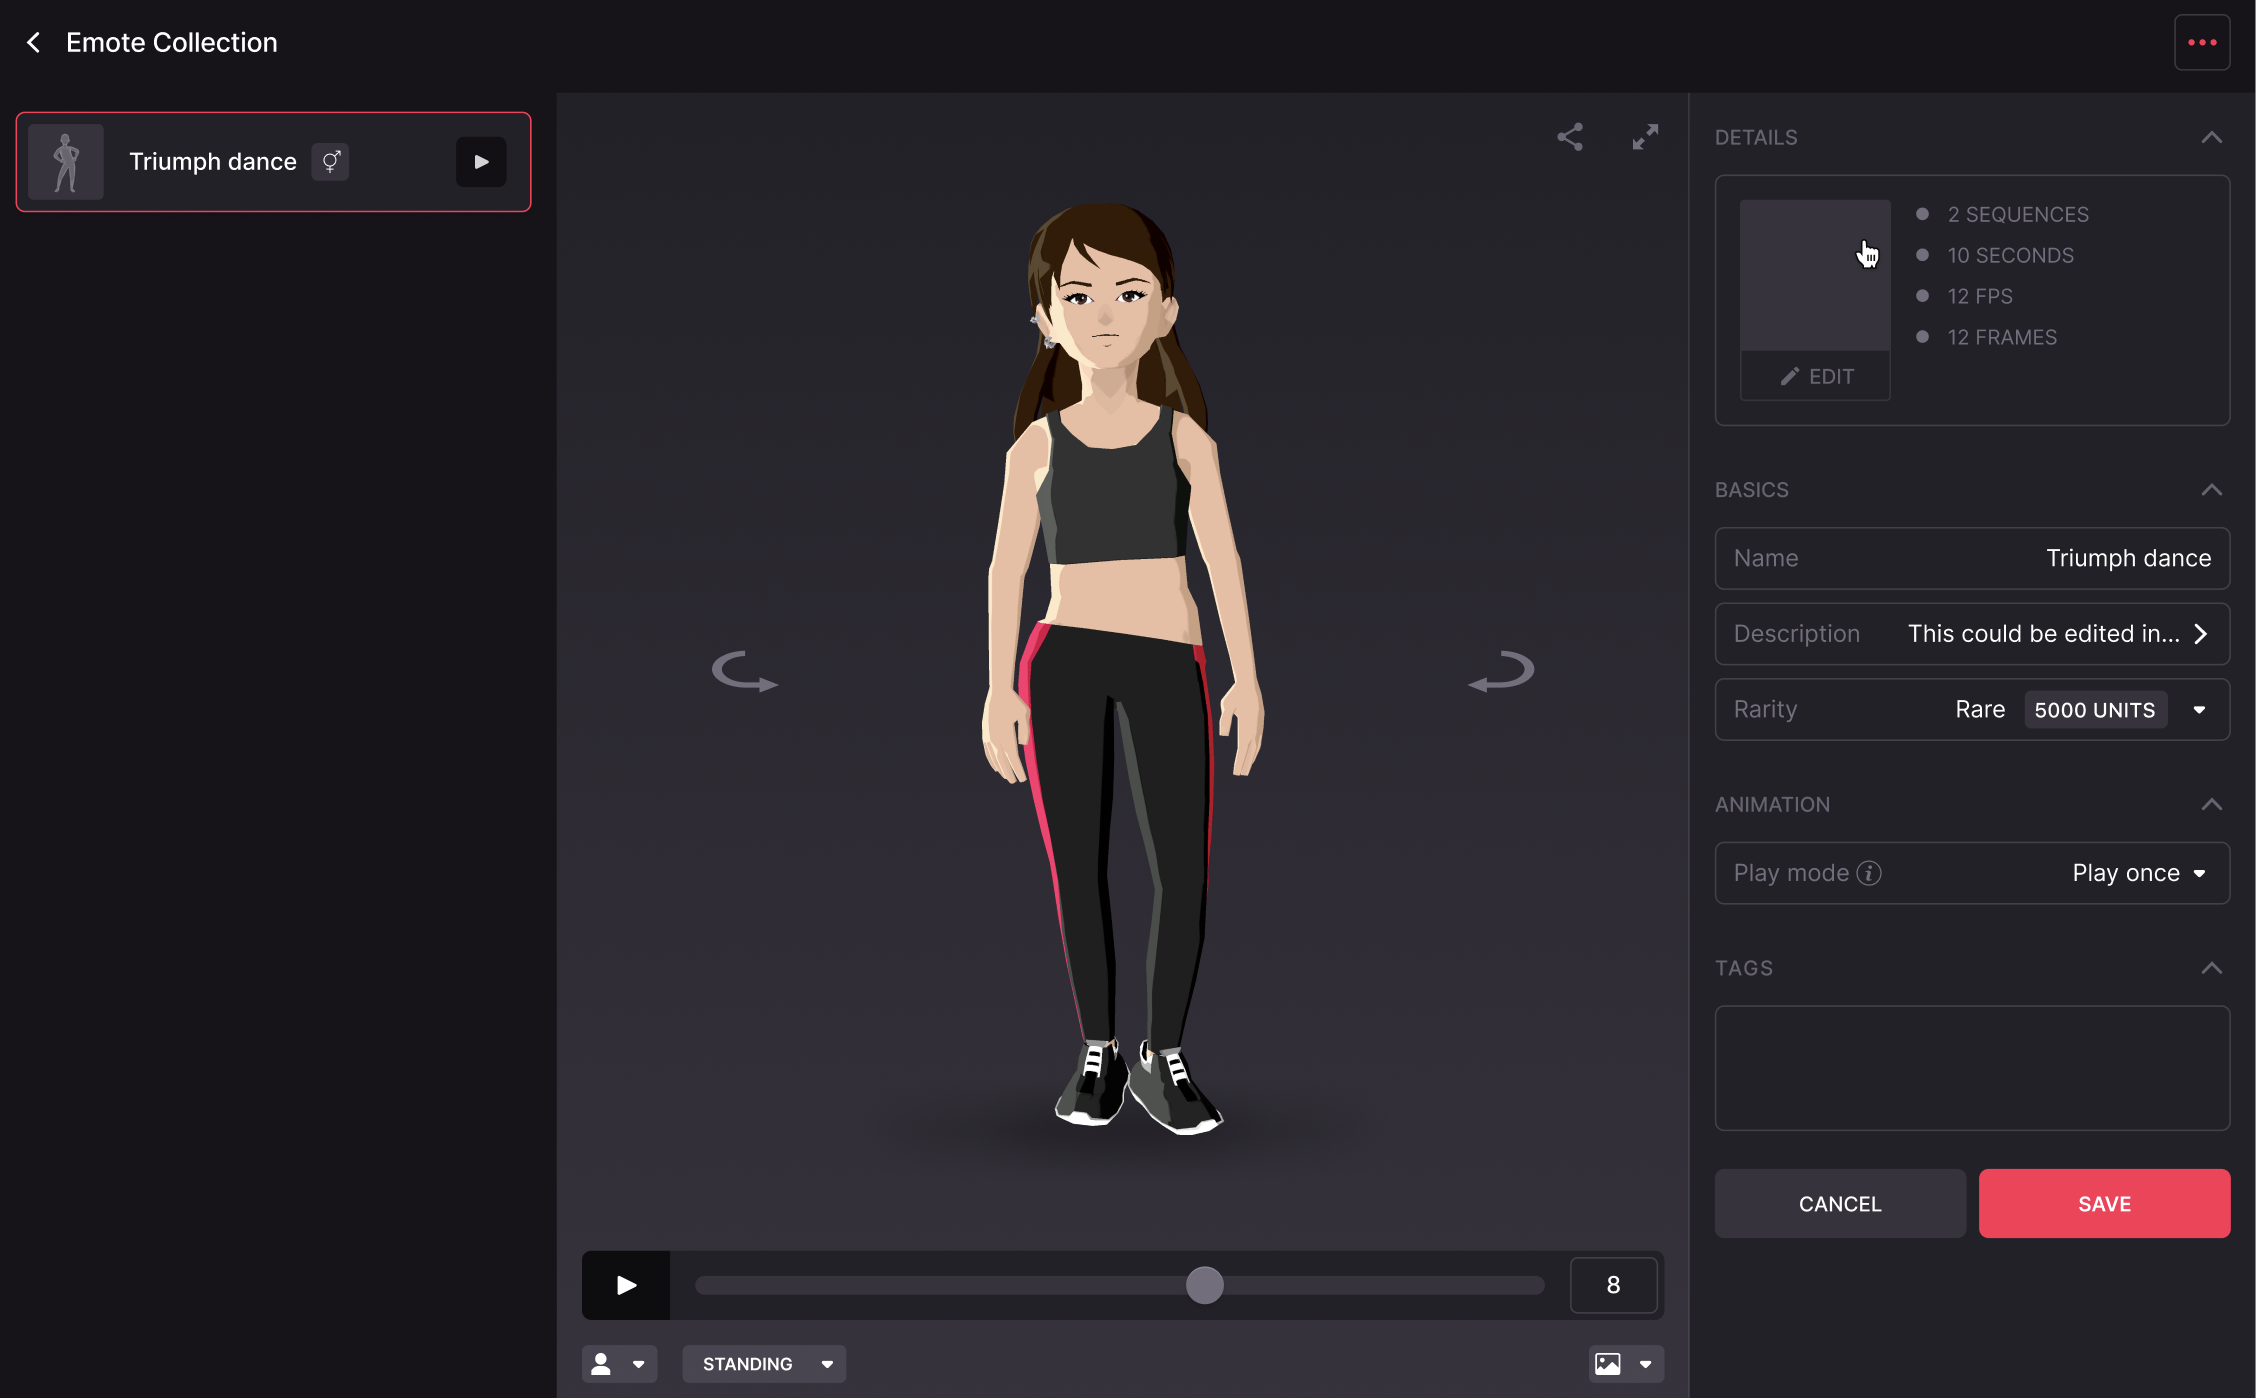 Emote Collection
Triumph dance
DETAILS
2 SEQUENCES
10 SECONDS
12 FPS
12 FRAMES
EDIT
BASICS
Name Triumph dance
Description This could be edited in...
Rarity Rare 5000 UNITS
ANIMATION
Play mode i Play once
TAGS
CANCEL SAVE
8
STANDING